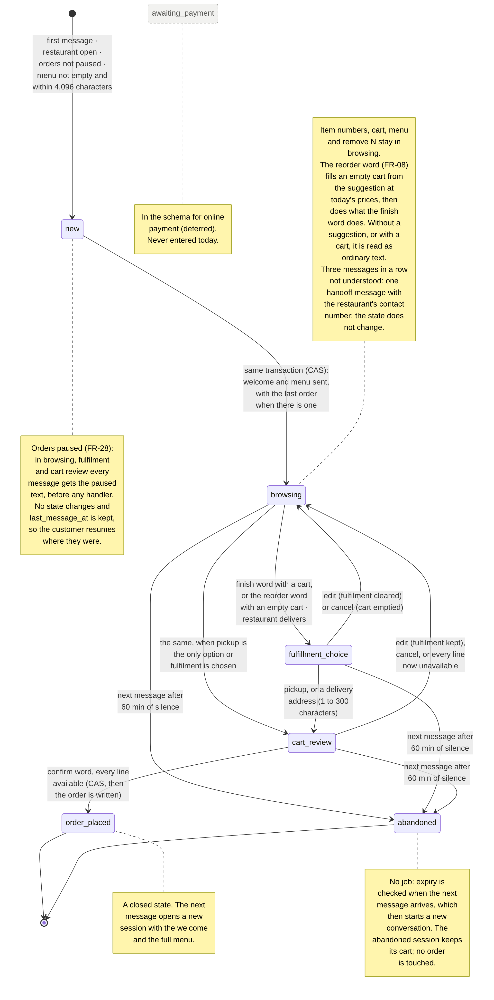 awaiting_payment
first message ·
restaurant open ·
orders not paused ·
menu not empty and
within 4,096 characters
Item numbers, cart, menu
and remove N stay in
browsing.
The reorder word (FR-08)
fills an empty cart from
the suggestion at
today's prices, then
does what the finish
word does. Without a
suggestion, or with a
cart, it is read as
ordinary text.
Three messages in a row
not understood: one
handoff message with
the restaurant's contact
number; the state does
not change.
In the schema for online
payment (deferred).
Never entered today.
new
same transaction (CAS):
welcome and menu sent,
with the last order
when there is one
Orders paused (FR-28):
in browsing, fulfilment
and cart review every
message gets the paused
text, before any handler.
No state changes and
last_message_at is kept,
so the customer resumes
where they were.
browsing
finish word with a cart,
or the reorder word
with an empty cart ·
restaurant delivers
edit (fulfilment cleared)
or cancel (cart emptied)
the same, when pickup is
the only option or
fulfilment is chosen
fulfillment_choice
edit (fulfilment kept),
cancel, or every line
now unavailable
next message after
60 min of silence
pickup, or a delivery
address (1 to 300
characters)
cart_review
next message after
60 min of silence
next message after
60 min of silence
confirm word, every line
available (CAS, then
the order is written)
order_placed
abandoned
A closed state. The next
message opens a new
session with the welcome
and the full menu.
No job: expiry is
checked when the next
message arrives, which
then starts a new
conversation. The
abandoned session keeps
its cart; no order
is touched.